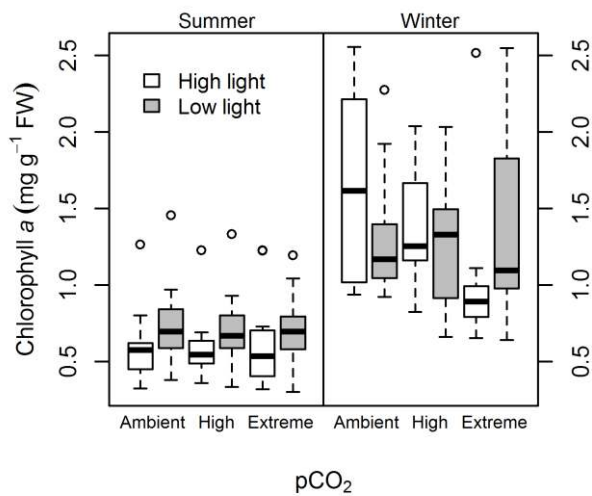 Summer Winter
High light
Low light
Chlorophyll a (mg g⁻¹ FW)
2.5
2.0
1.5
1.0
0.5
2.5
2.0
1.5
1.0
0.5
Ambient High Extreme Ambient High Extreme
pCO₂